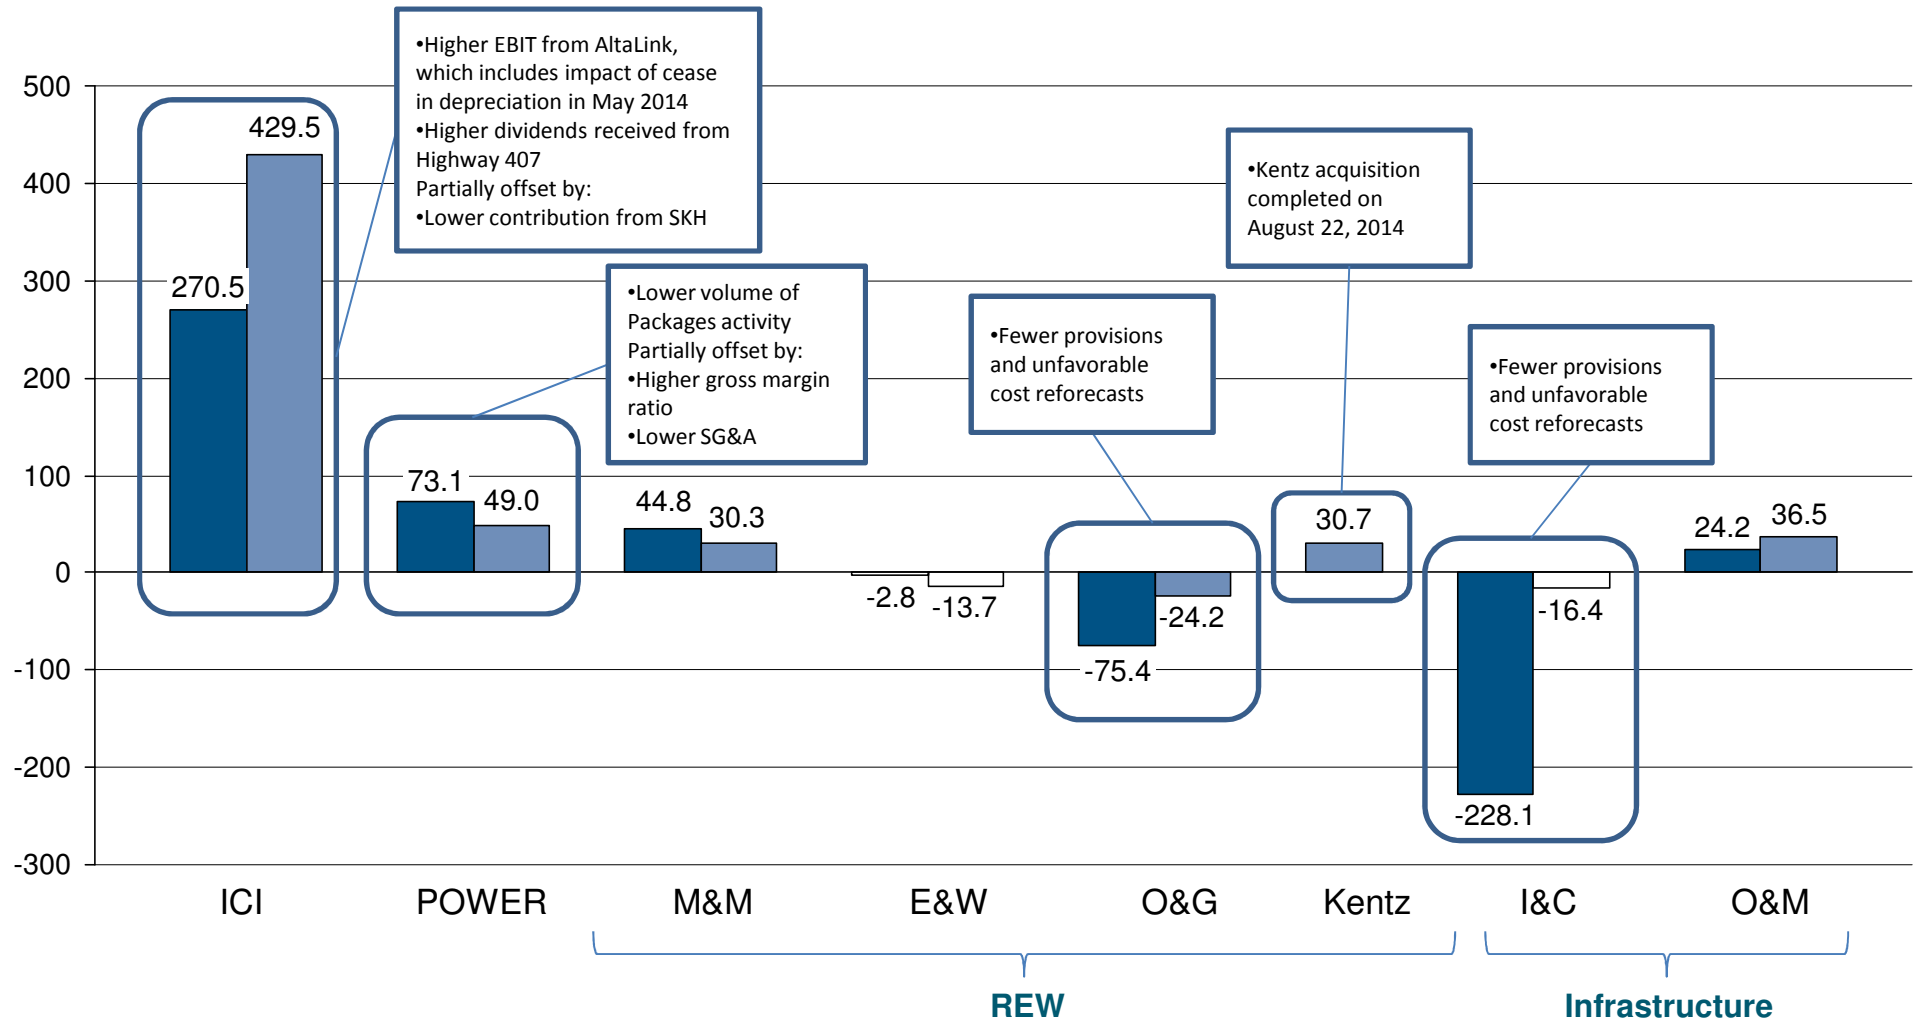 •Higher EBIT from AltaLink,
which includes impact of cease
in depreciation in May 2014
•Higher dividends received from
Highway 407
Partially offset by:
•Lower contribution from SKH
•Kentz acquisition
completed on
August 22, 2014
•Lower volume of
Packages activity
Partially offset by:
•Higher gross margin
ratio
•Lower SG&A
•Fewer provisions
and unfavorable
cost reforecasts
•Fewer provisions
and unfavorable
cost reforecasts
500
400
300
200
100
0
-100
-200
-300
270.5
429.5
73.1
49.0
44.8
30.3
-2.8
-13.7
-75.4
-24.2
30.7
-228.1
-16.4
24.2
36.5
ICI
POWER
M&M
E&W
O&G
Kentz
I&C
O&M
REW
Infrastructure